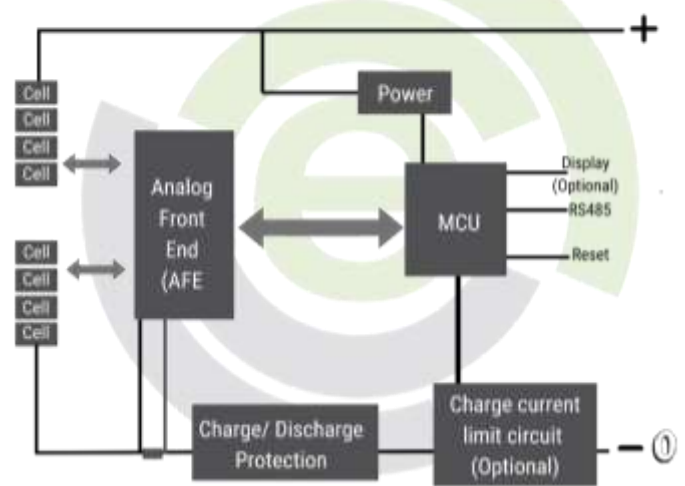 +
Cell
Cell
Cell
Cell
Power
Analog
Front
End
(AFE
MCU
Display
(Optional)
RS485
Reset
Cell
Cell
Cell
Cell
Charge/ Discharge
Protection
Charge current
limit circuit
(Optional)
-